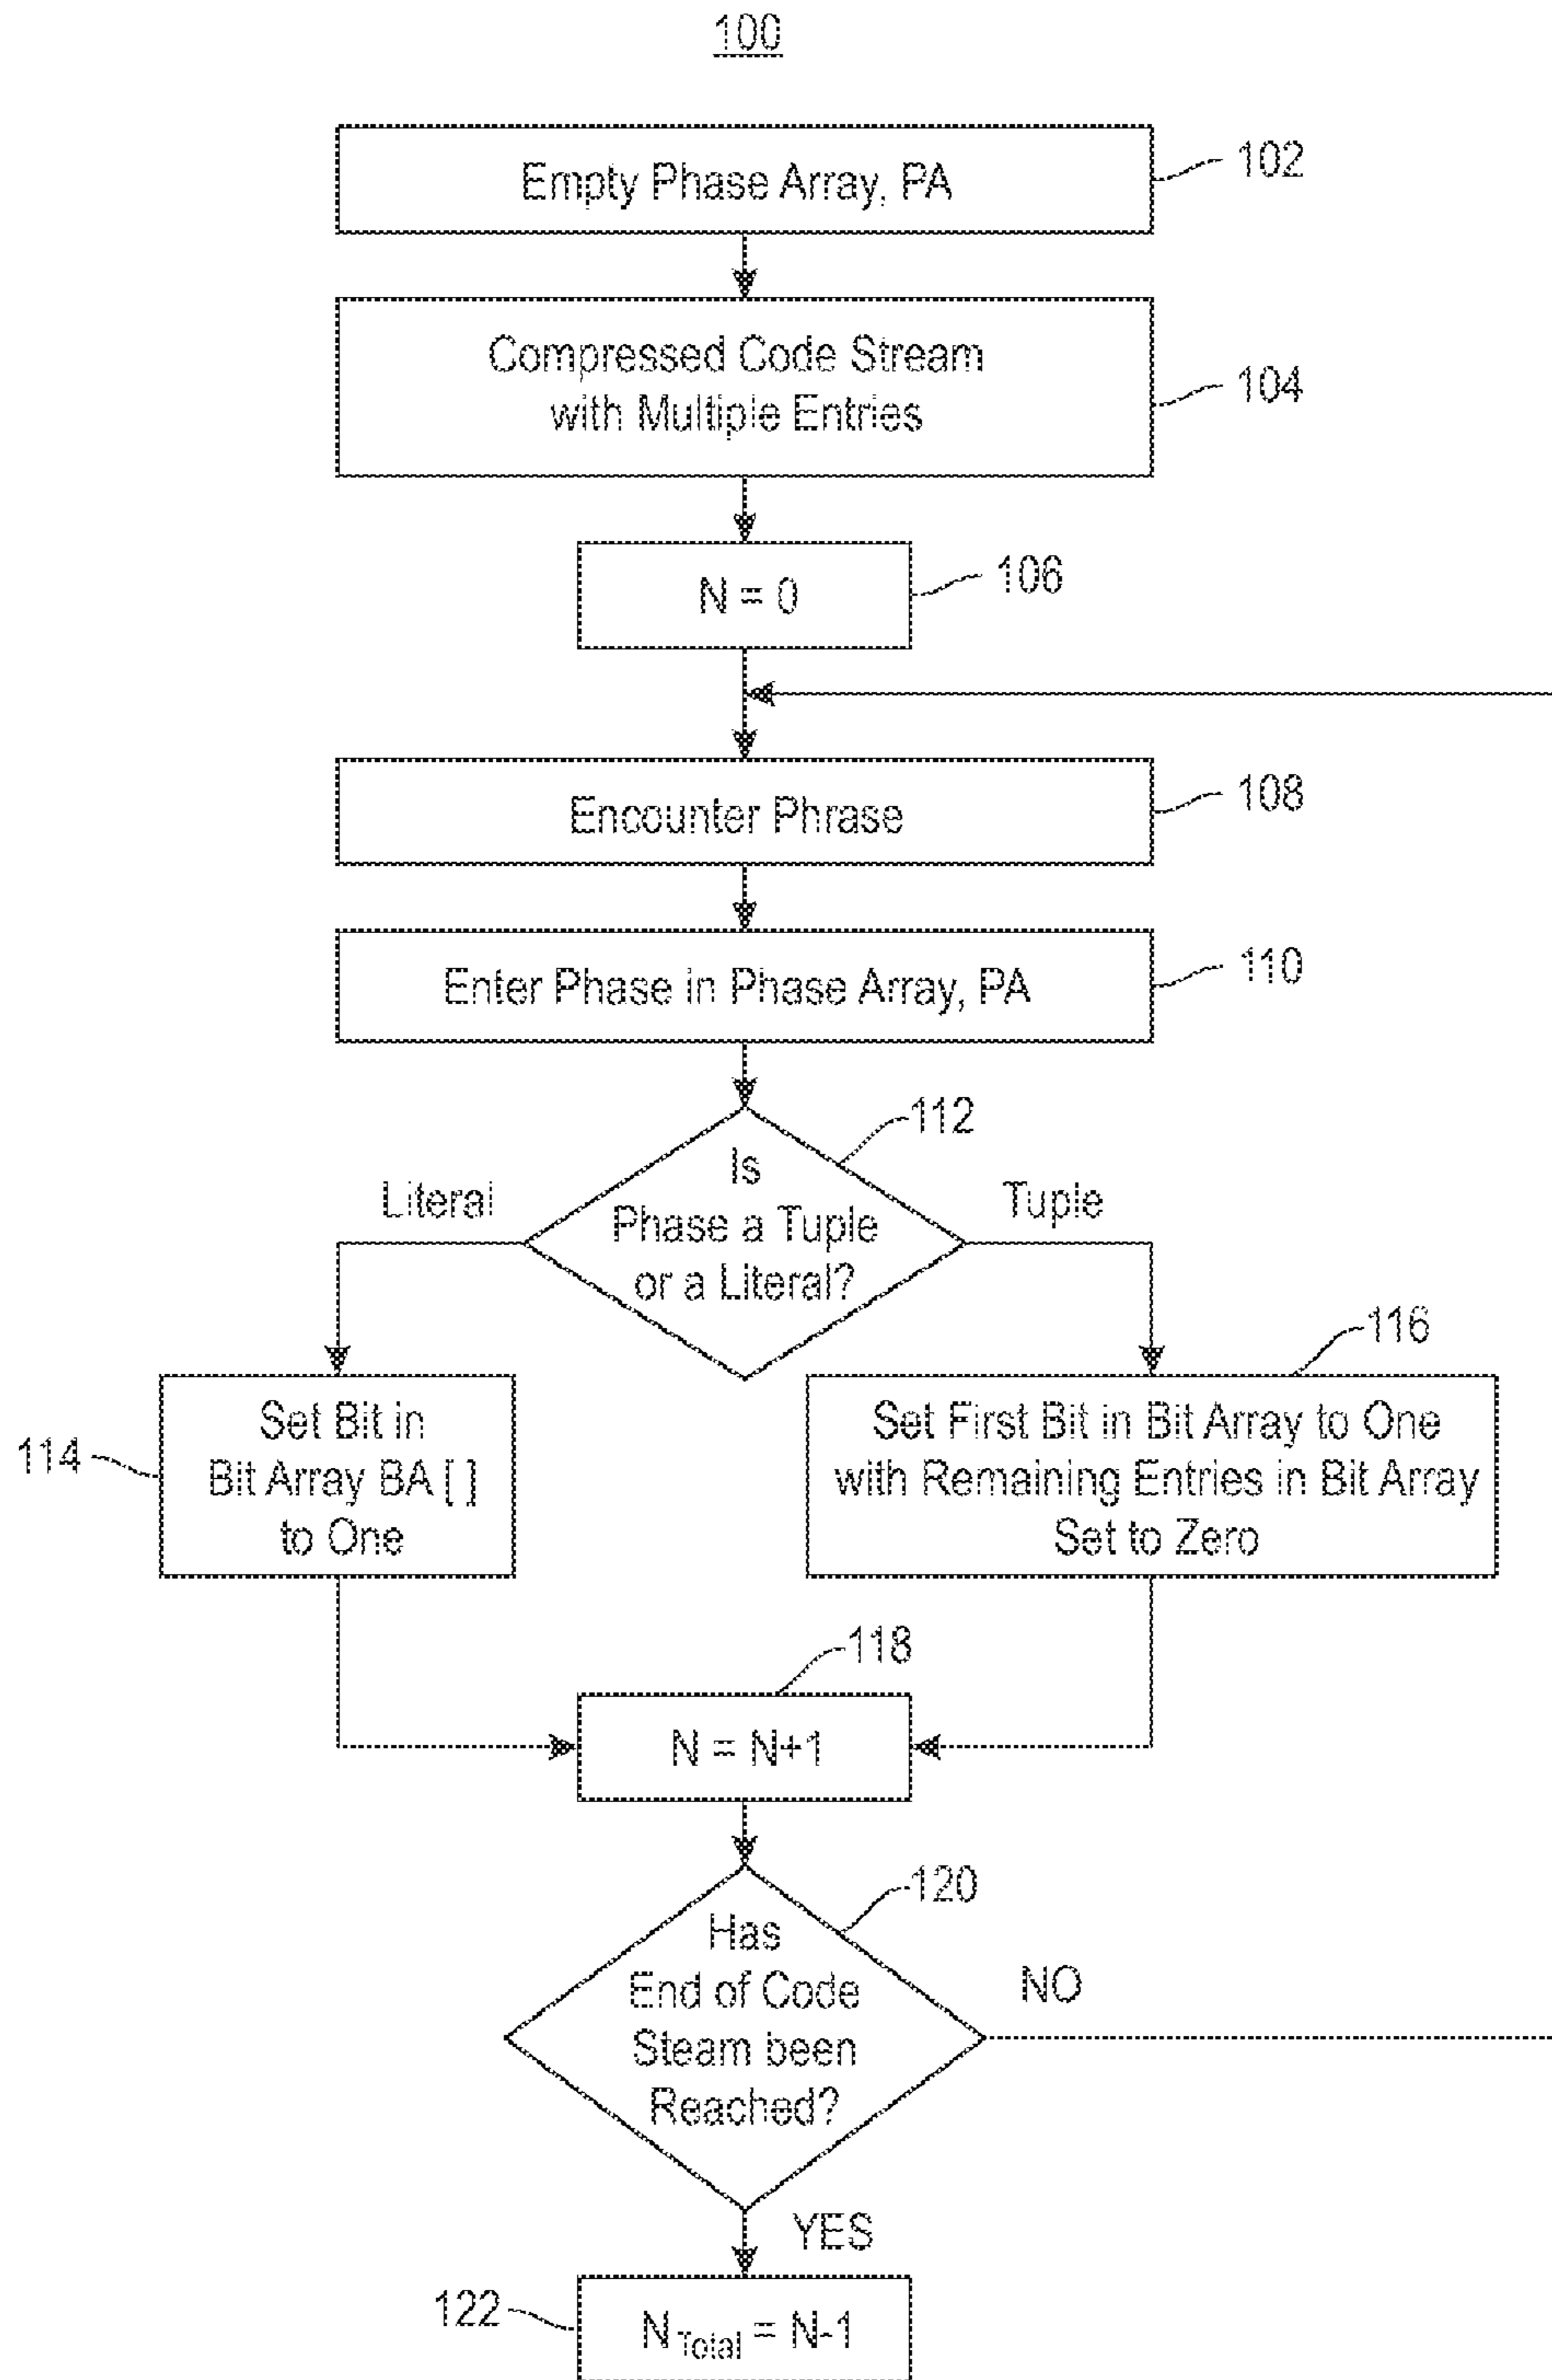 100
Empty Phase Array, PA
102
Compressed Code Stream
with Multiple Entries
104
N = 0
106
Encounter Phrase
108
Enter Phase in Phase Array, PA
110
112
Is
Phase a Tuple
or a Literal?
Literal
Tuple
114
Set Bit in
Bit Array BA [ ]
to One
116
Set First Bit in Bit Array to One
with Remaining Entries in Bit Array
Set to Zero
118
N = N+1
120
Has
End of Code
Steam been
Reached?
NO
YES
122
N Total = N-1